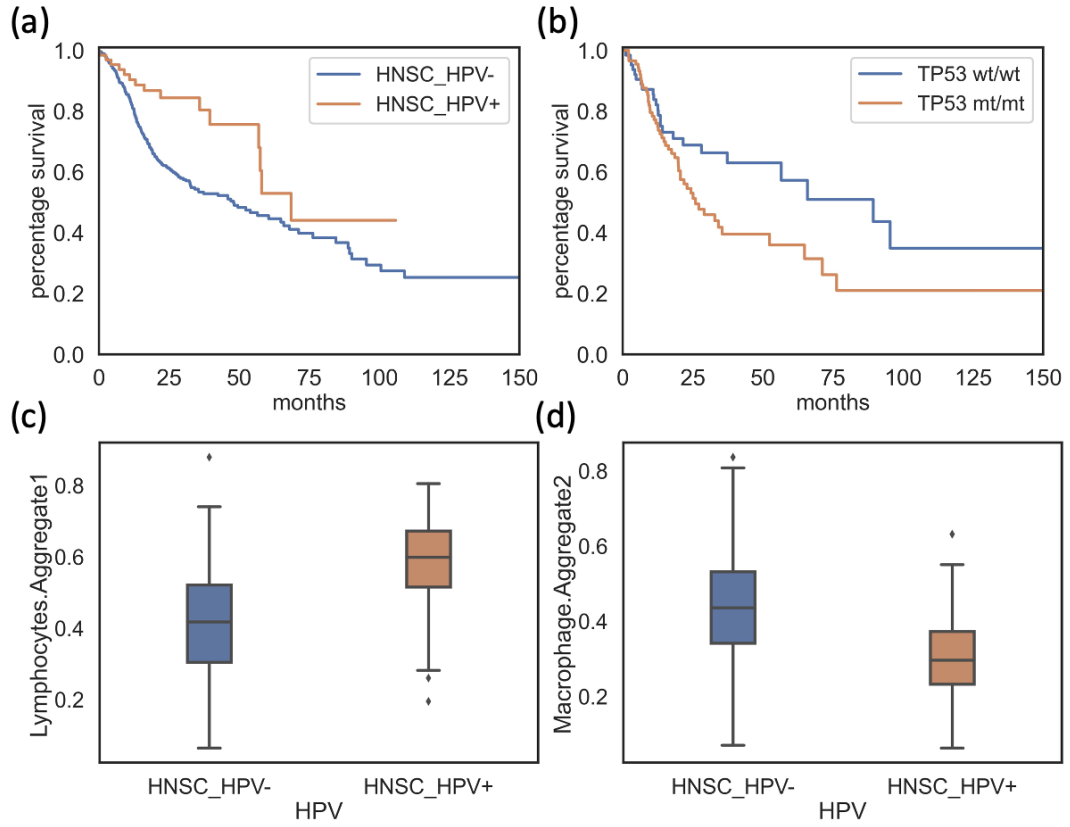 (a)
percentage survival
1.0
0.8
0.6
0.4
0.2
0.0
HNSC_HPV-
HNSC_HPV+
0 25 50 75 100 125 150
months
(b)
percentage survival
1.0
0.8
0.6
0.4
0.2
0.0
TP53 wt/wt
TP53 mt/mt
0 25 50 75 100 125 150
months
(c)
Lymphocytes.Aggregate1
0.8
0.6
0.4
0.2
HNSC_HPV- HNSC_HPV+
HPV
(d)
Macrophage.Aggregate2
0.8
0.6
0.4
0.2
HNSC_HPV- HNSC_HPV+
HPV